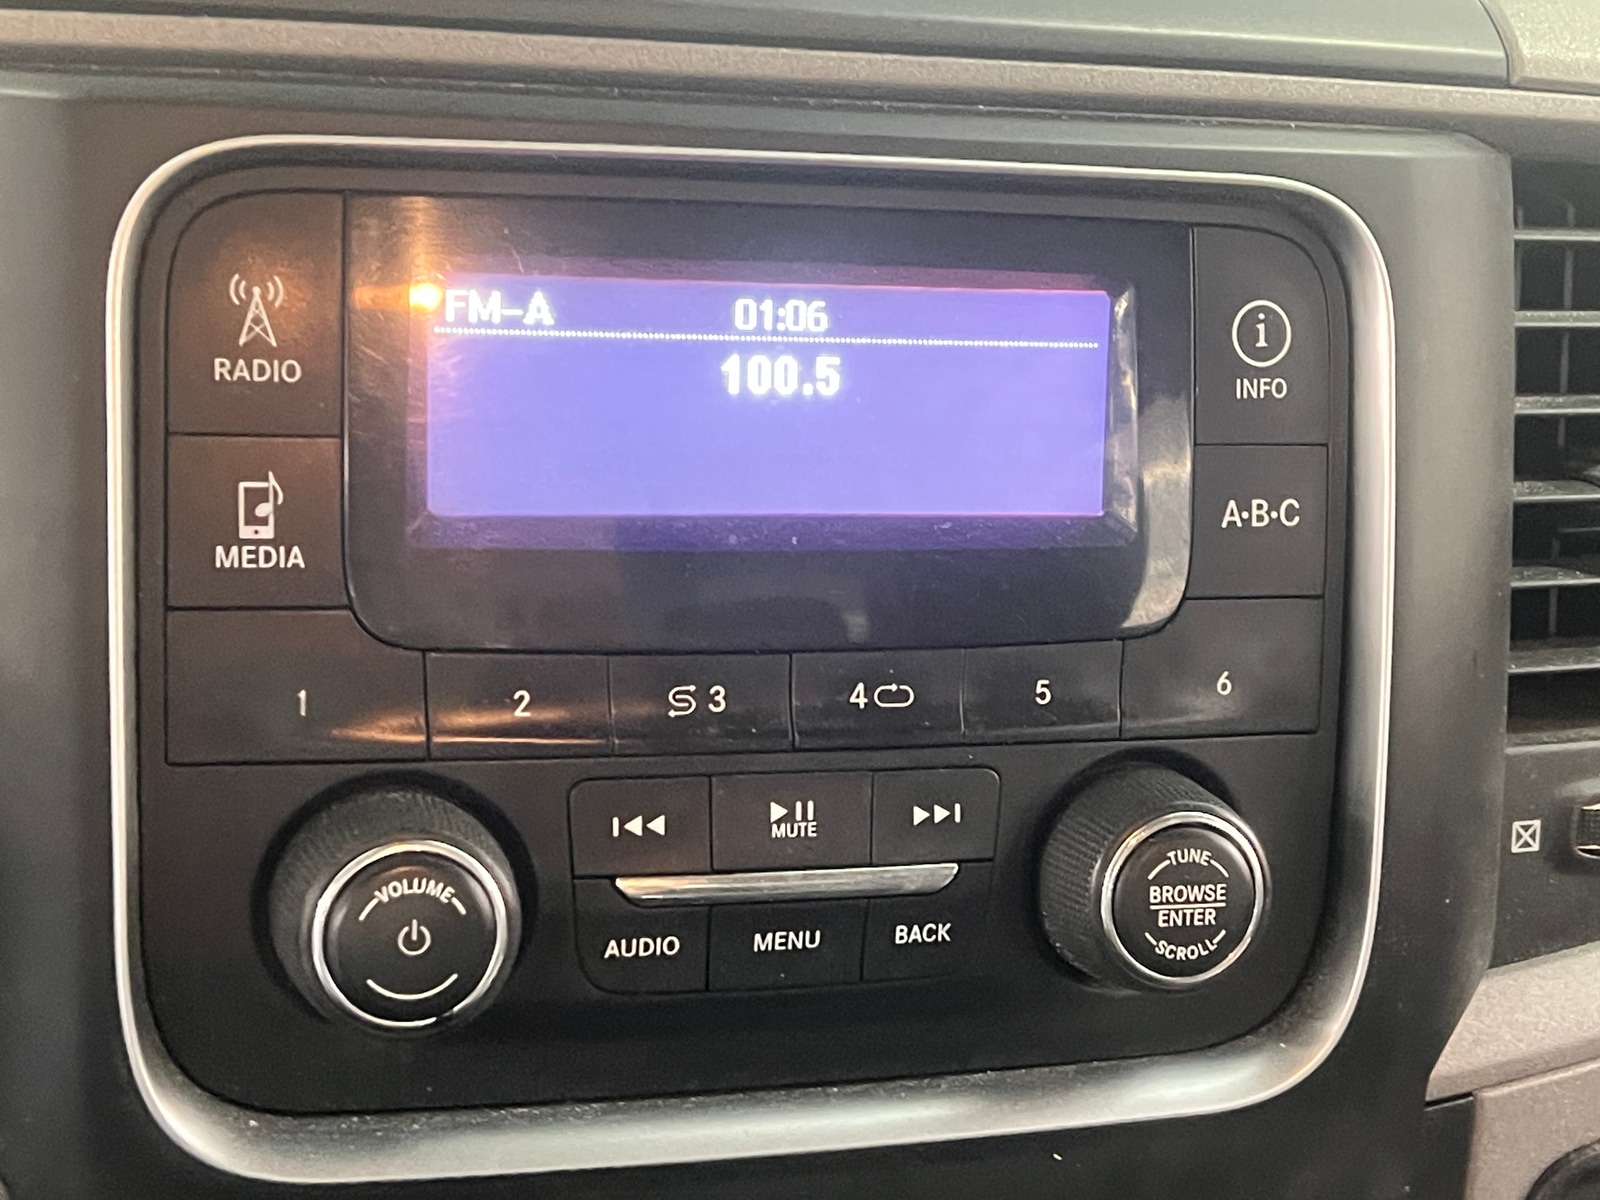 FM-A 01:06
100.5
RADIO
INFO
MEDIA
A·B·C
1 2 3 4 5 6
MUTE
VOLUME
TUNE
BROWSE
ENTER
SCROLL
AUDIO MENU BACK